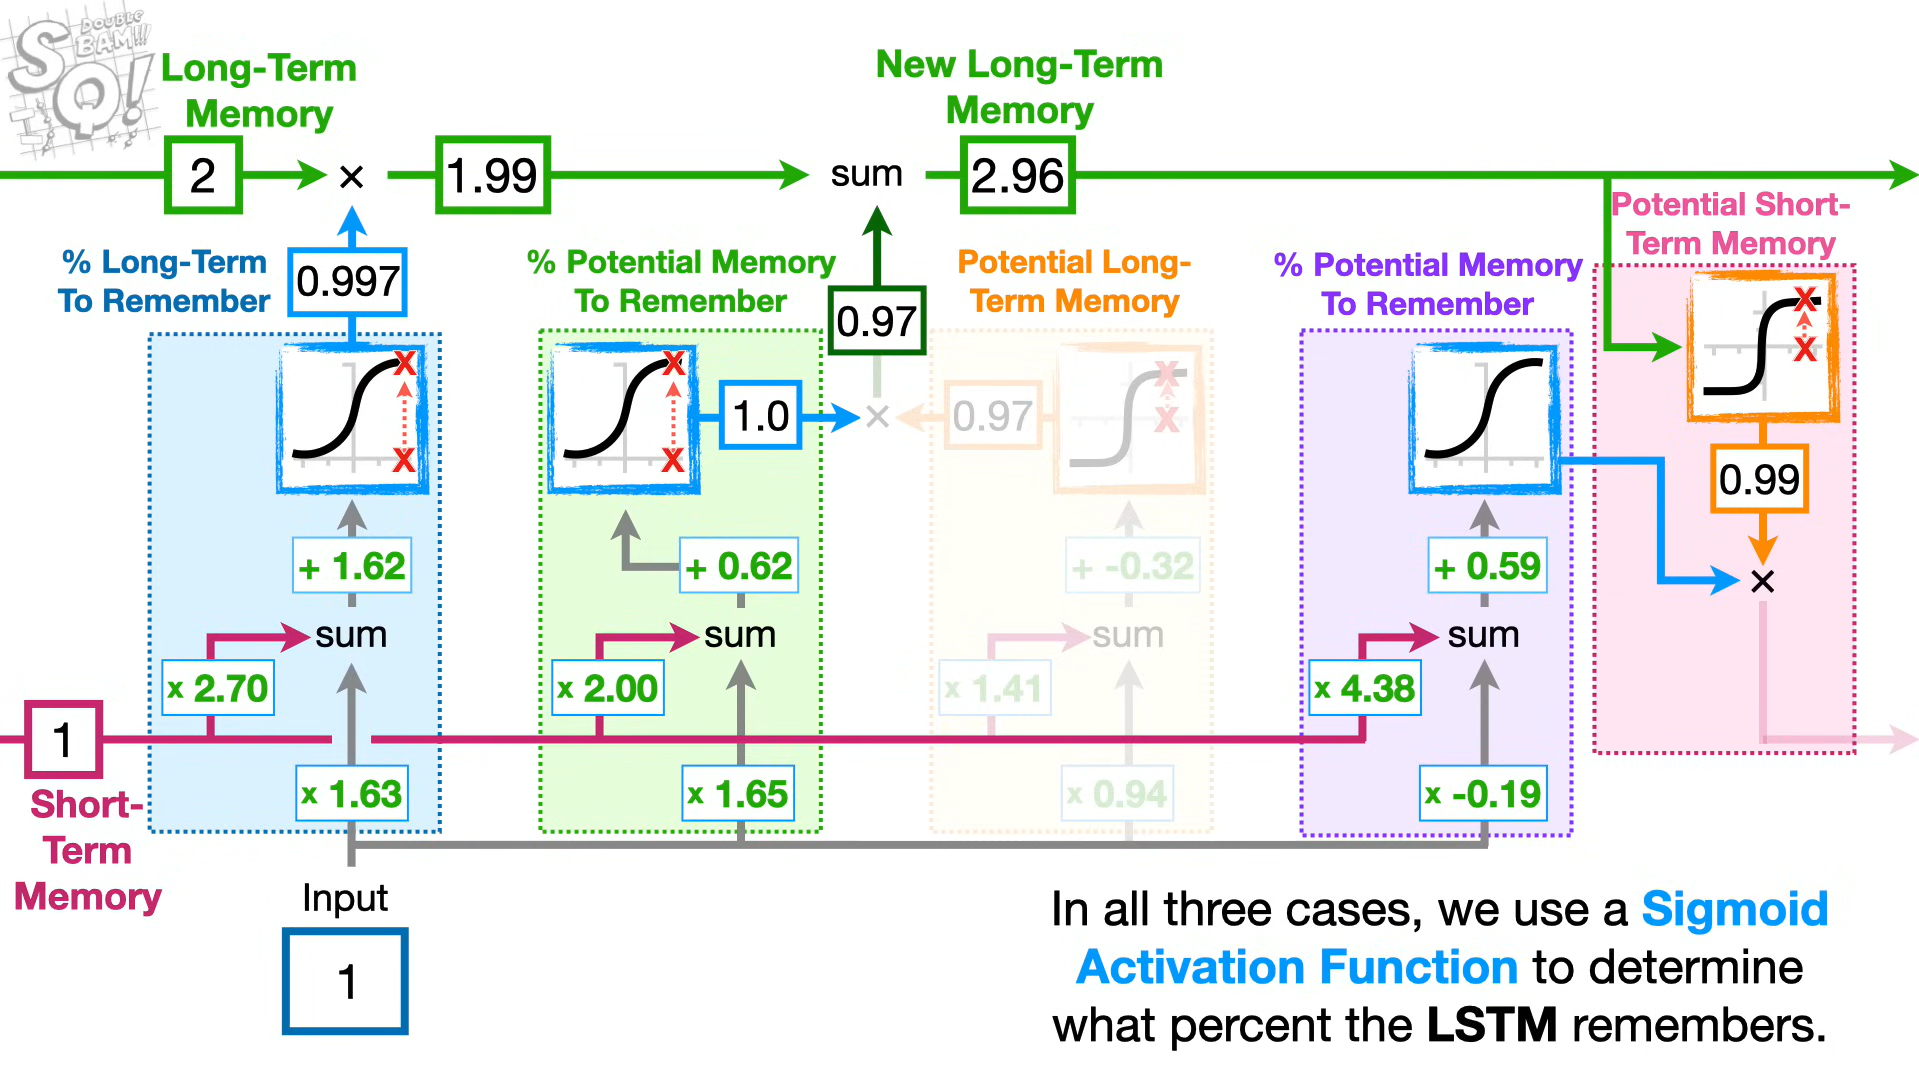 DOUBLE
BAM!!!
SQ!
Long-Term
Memory
New Long-Term
Memory
2
×
1.99
sum
2.96
Potential Short-
Term Memory
% Long-Term
To Remember
0.997
% Potential Memory
To Remember
0.97
Potential Long-
Term Memory
% Potential Memory
To Remember
1.0
×
0.97
0.99
+ 1.62
+ 0.62
+ -0.32
+ 0.59
×
sum
sum
sum
sum
x 2.70
x 2.00
x 1.41
x 4.38
1
x 1.63
x 1.65
x 0.94
x -0.19
Short-
Term
Memory
Input
1
In all three cases, we use a Sigmoid
Activation Function to determine
what percent the LSTM remembers.